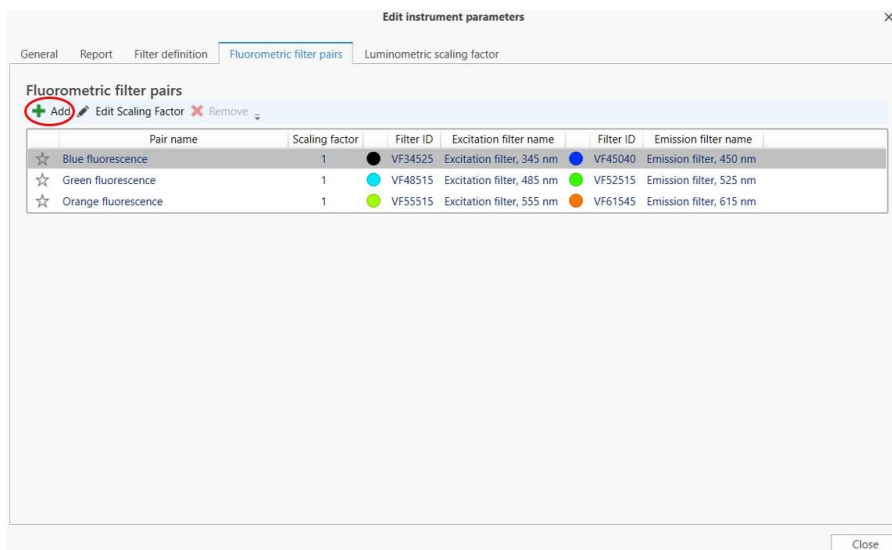 Edit instrument parameters
General Report Filter definition Fluorometric filter pairs Luminometric scaling factor
Fluorometric filter pairs
Add Edit Scaling Factor Remove
Pair name Scaling factor Filter ID Excitation filter name Filter ID Emission filter name
Blue fluorescence 1 VF34525 Excitation filter, 345 nm VF45040 Emission filter, 450 nm
Green fluorescence 1 VF48515 Excitation filter, 485 nm VF52515 Emission filter, 525 nm
Orange fluorescence 1 VF55515 Excitation filter, 555 nm VF61545 Emission filter, 615 nm
Close